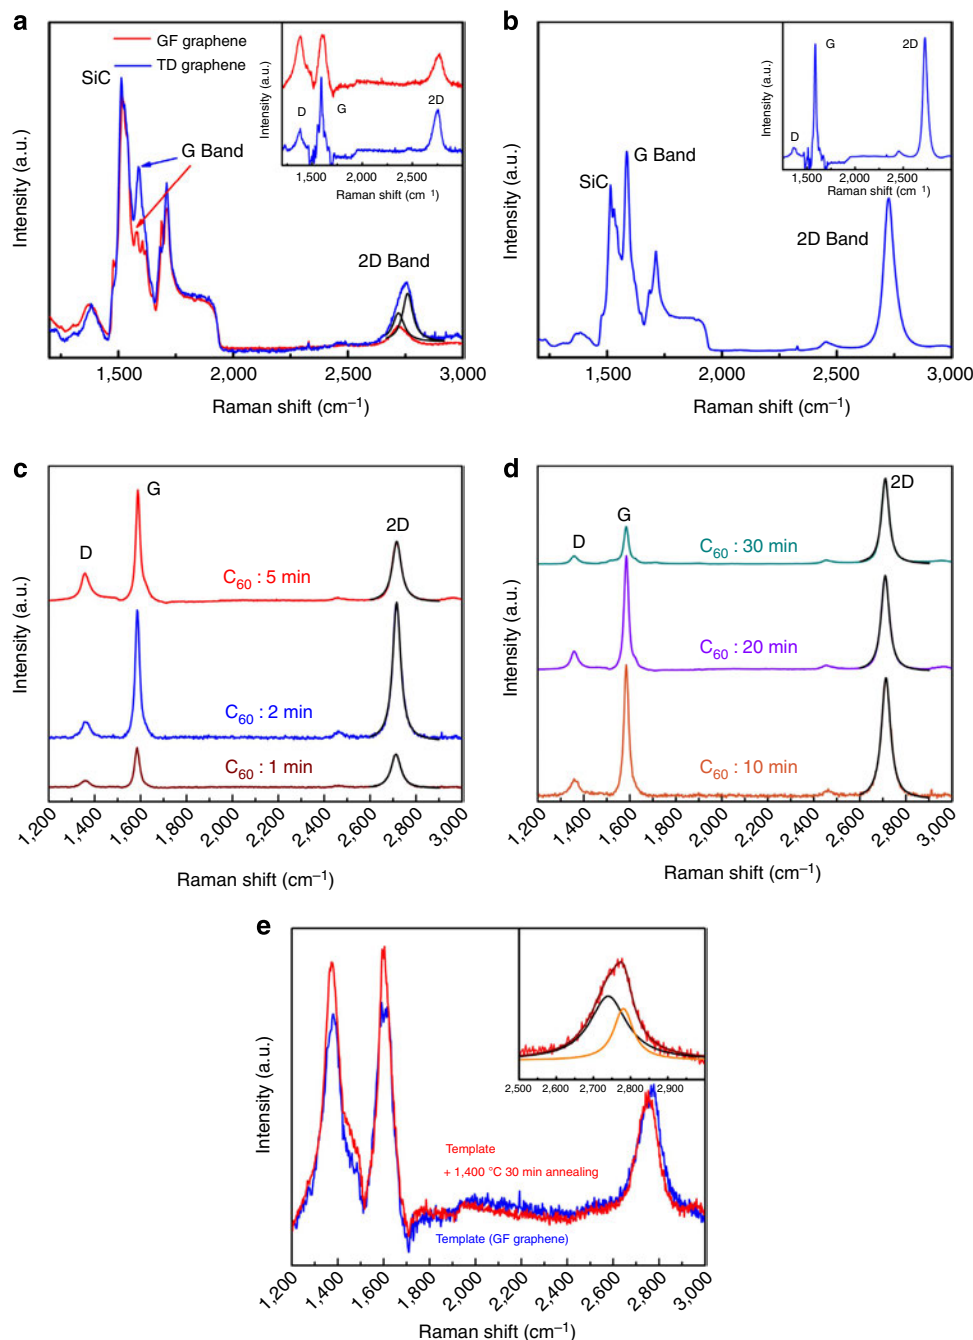 a
GF graphene
TD graphene
SiC
G Band
2D Band
Intensity (a.u.)
1,500 2,000 2,500 3,000
Raman shift (cm⁻¹)
Intensity (a.u.)
D
G
2D
1,500 2,000 2,500
Raman shift (cm⁻¹)
b
SiC
G Band
2D Band
Intensity (a.u.)
1,500 2,000 2,500 3,000
Raman shift (cm⁻¹)
Intensity (a.u.)
D
G
2D
1,500 2,000 2,500
Raman shift (cm⁻¹)
c
D
G
2D
C₆₀ : 5 min
C₆₀ : 2 min
C₆₀ : 1 min
Intensity (a.u.)
1,200 1,400 1,600 1,800 2,000 2,200 2,400 2,600 2,800 3,000
Raman shift (cm⁻¹)
d
D
G
2D
C₆₀ : 30 min
C₆₀ : 20 min
C₆₀ : 10 min
Intensity (a.u.)
1,200 1,400 1,600 1,800 2,000 2,200 2,400 2,600 2,800 3,000
Raman shift (cm⁻¹)
e
2,500 2,600 2,700 2,800 2,900
Template
+ 1,400 °C 30 min annealing
Template (GF graphene)
Intensity (a.u.)
1,200 1,400 1,600 1,800 2,000 2,200 2,400 2,600 2,800 3,000
Raman shift (cm⁻¹)